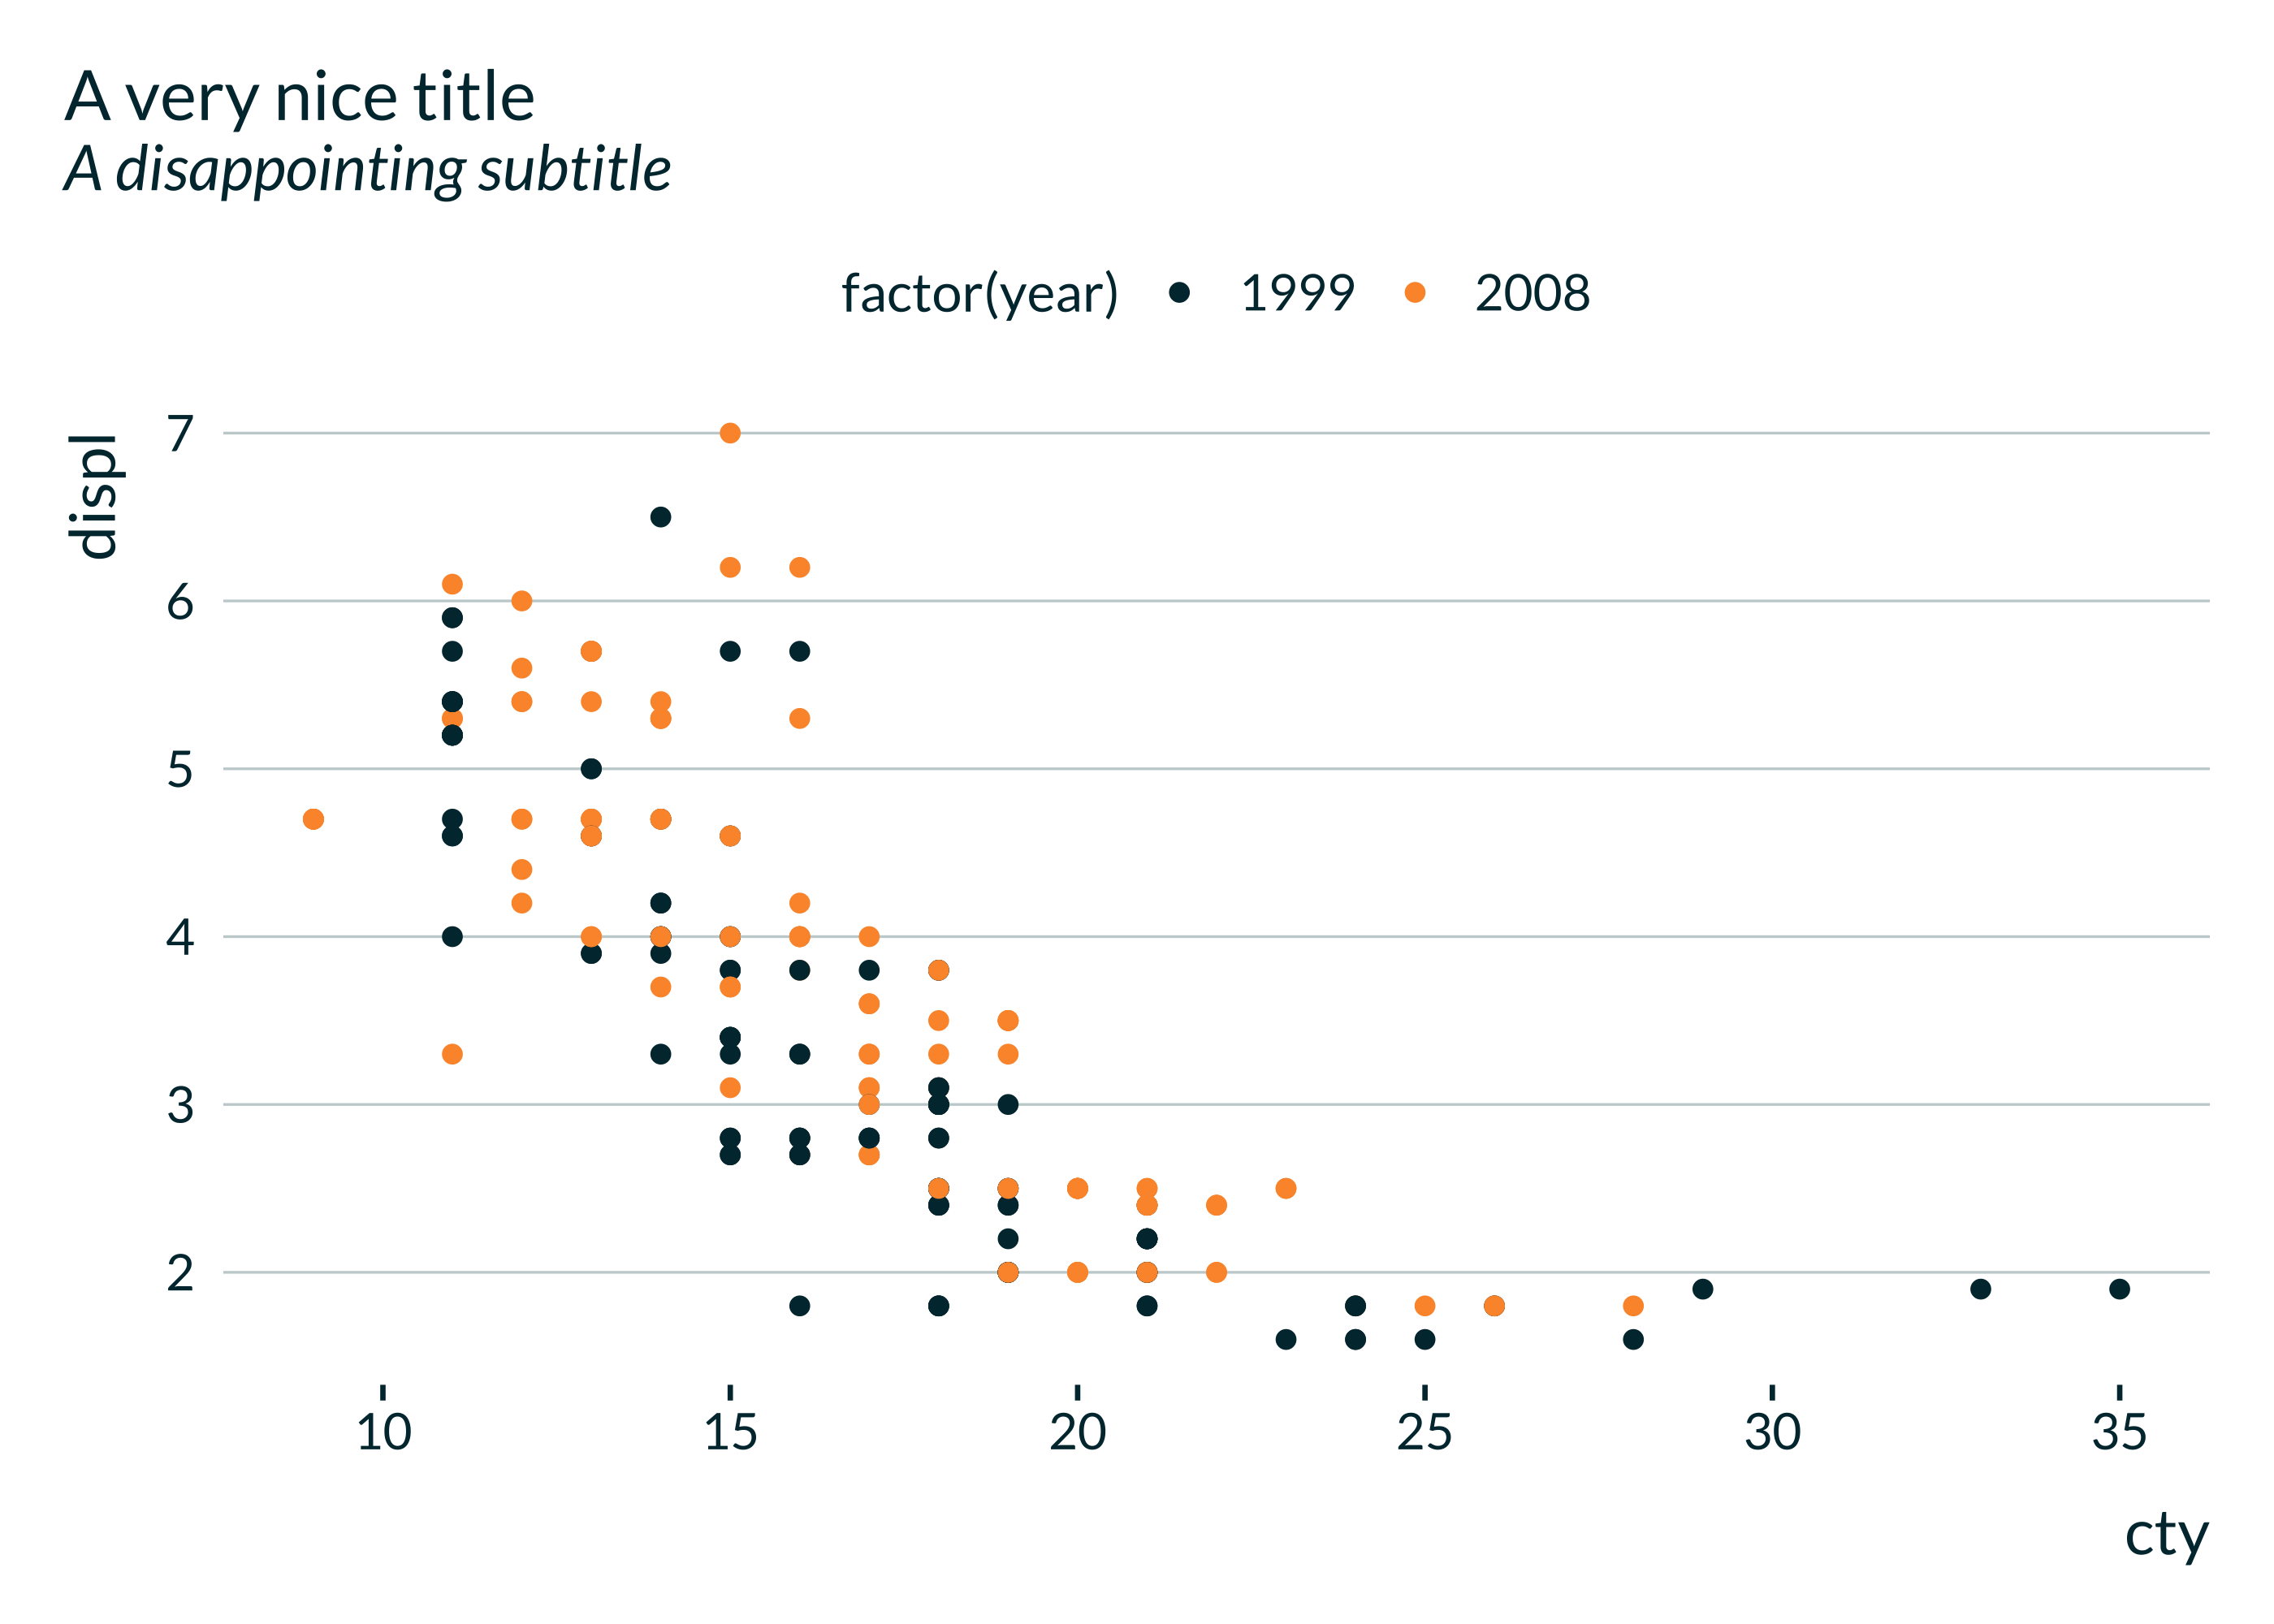 A very nice title
A disappointing subtitle
factor(year) 1999 2008
displ
7
6
5
4
3
2
10 15 20 25 30 35
cty